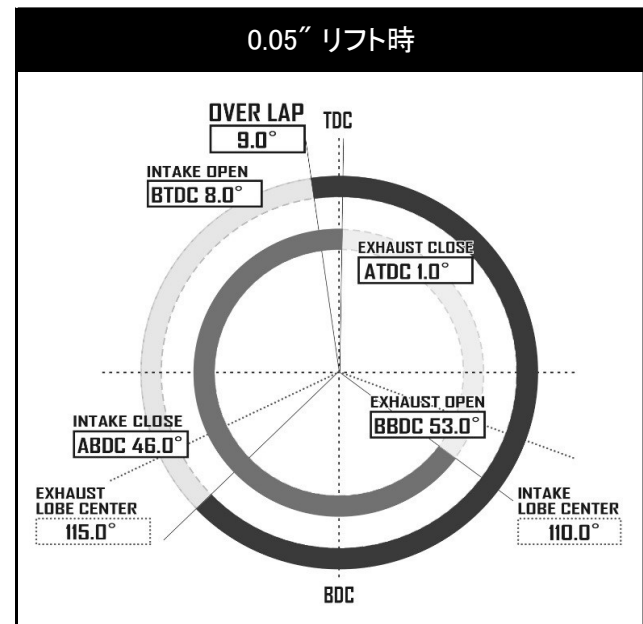 0.05″ リフト時
OVER LAP
9.0°
TDC
INTAKE OPEN
BTDC 8.0°
EXHAUST CLOSE
ATDC 1.0°
EXHAUST OPEN
BBDC 53.0°
INTAKE CLOSE
ABDC 46.0°
EXHAUST
LOBE CENTER
115.0°
INTAKE
LOBE CENTER
110.0°
BDC